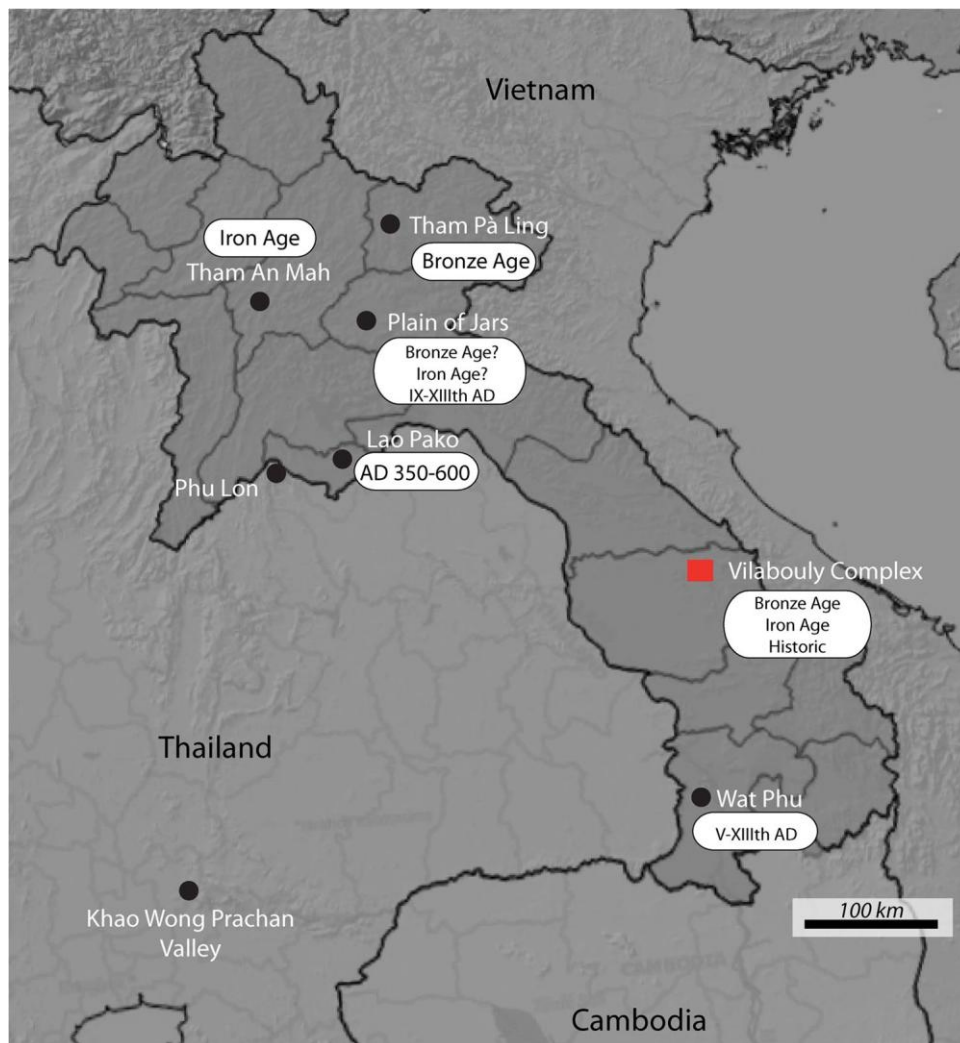 Vietnam
Tham Pà Ling
Bronze Age
Iron Age
Tham An Mah
Plain of Jars
Bronze Age?
Iron Age?
IX-XIIIth AD
Lao Pako
AD 350-600
Phu Lon
Vilabouly Complex
Bronze Age
Iron Age
Historic
Thailand
Wat Phu
V-XIIIth AD
Khao Wong Prachan
Valley
100 km
CAMBODIA
Cambodia